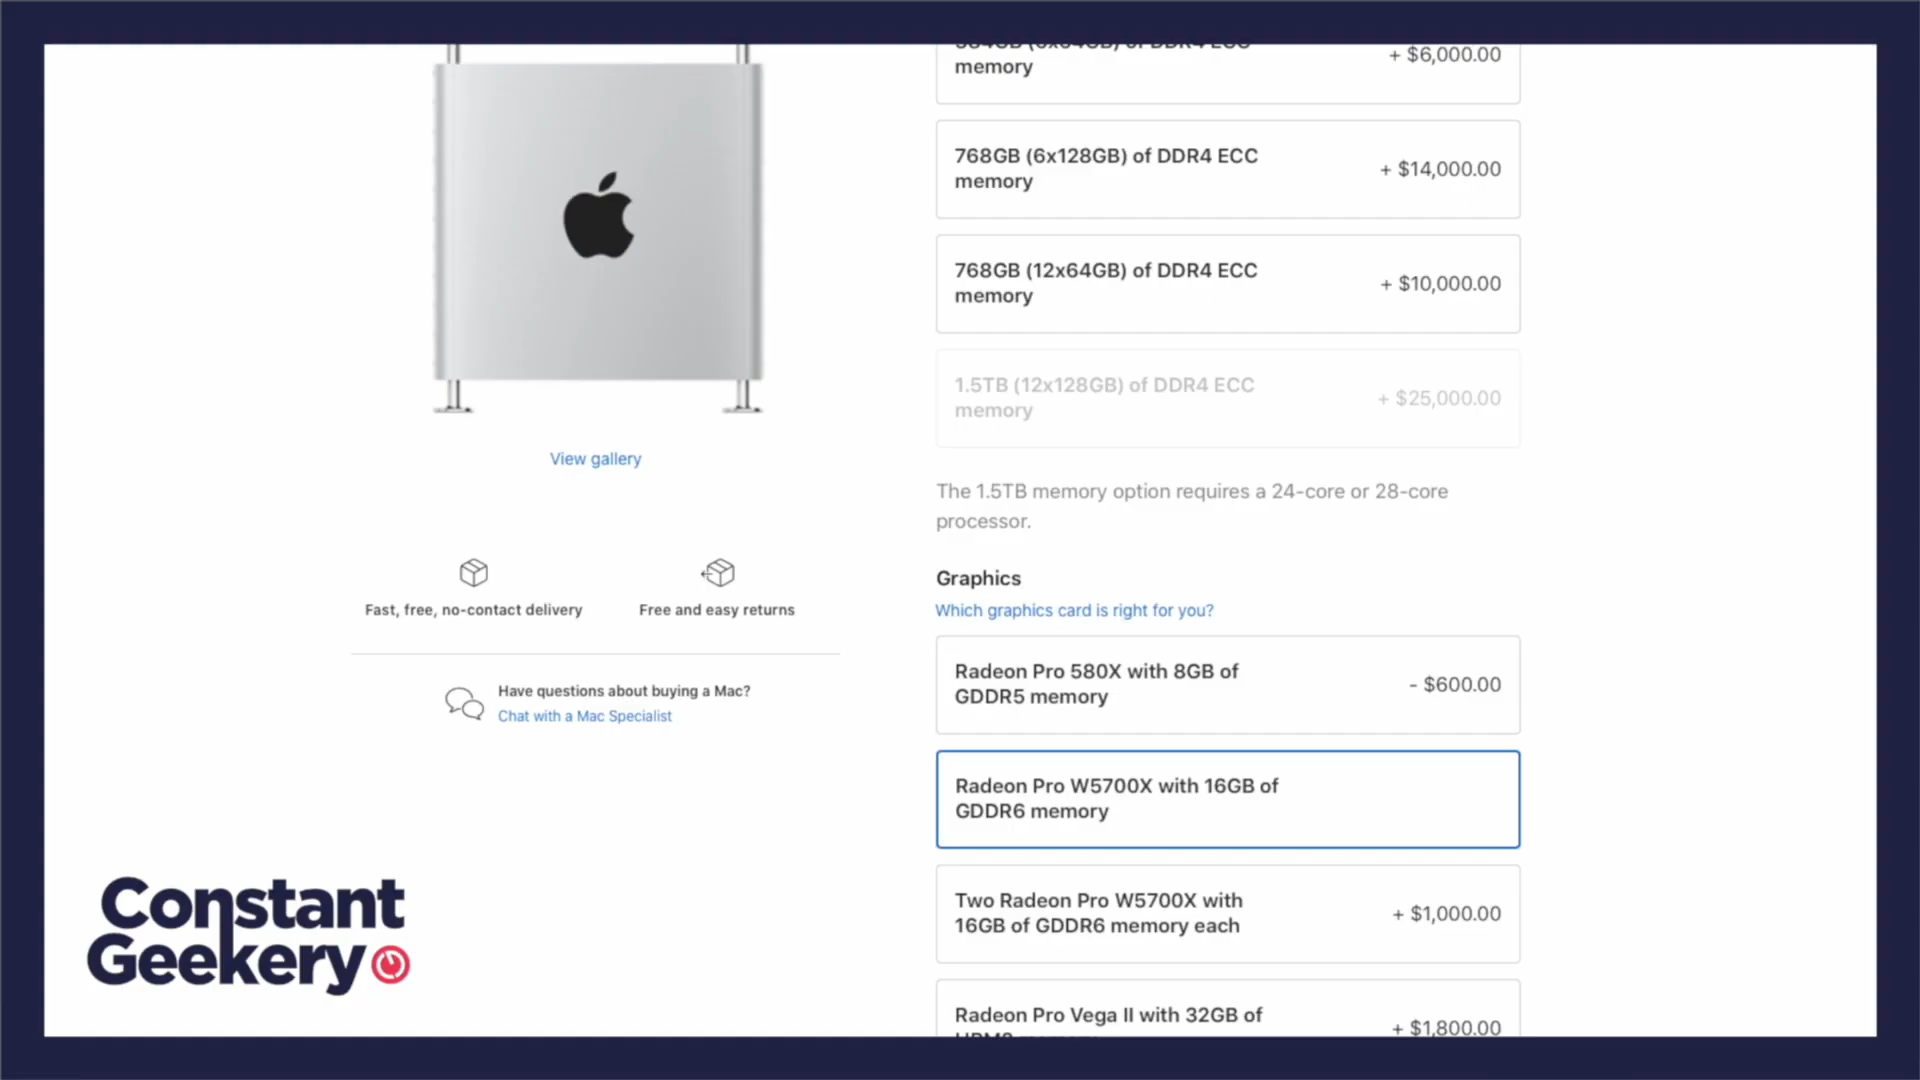 memory
+ $6,000.00
768GB (6x128GB) of DDR4 ECC
memory
+ $14,000.00
768GB (12x64GB) of DDR4 ECC
memory
+ $10,000.00
1.5TB (12x128GB) of DDR4 ECC
memory
+ $25,000.00
The 1.5TB memory option requires a 24-core or 28-core
processor.
Graphics
Which graphics card is right for you?
Radeon Pro 580X with 8GB of
GDDR5 memory
- $600.00
Radeon Pro W5700X with 16GB of
GDDR6 memory
Two Radeon Pro W5700X with
16GB of GDDR6 memory each
+ $1,000.00
Radeon Pro Vega II with 32GB of
+ $1,800.00
View gallery
Fast, free, no-contact delivery
Free and easy returns
Have questions about buying a Mac?
Chat with a Mac Specialist
Constant
Geekery